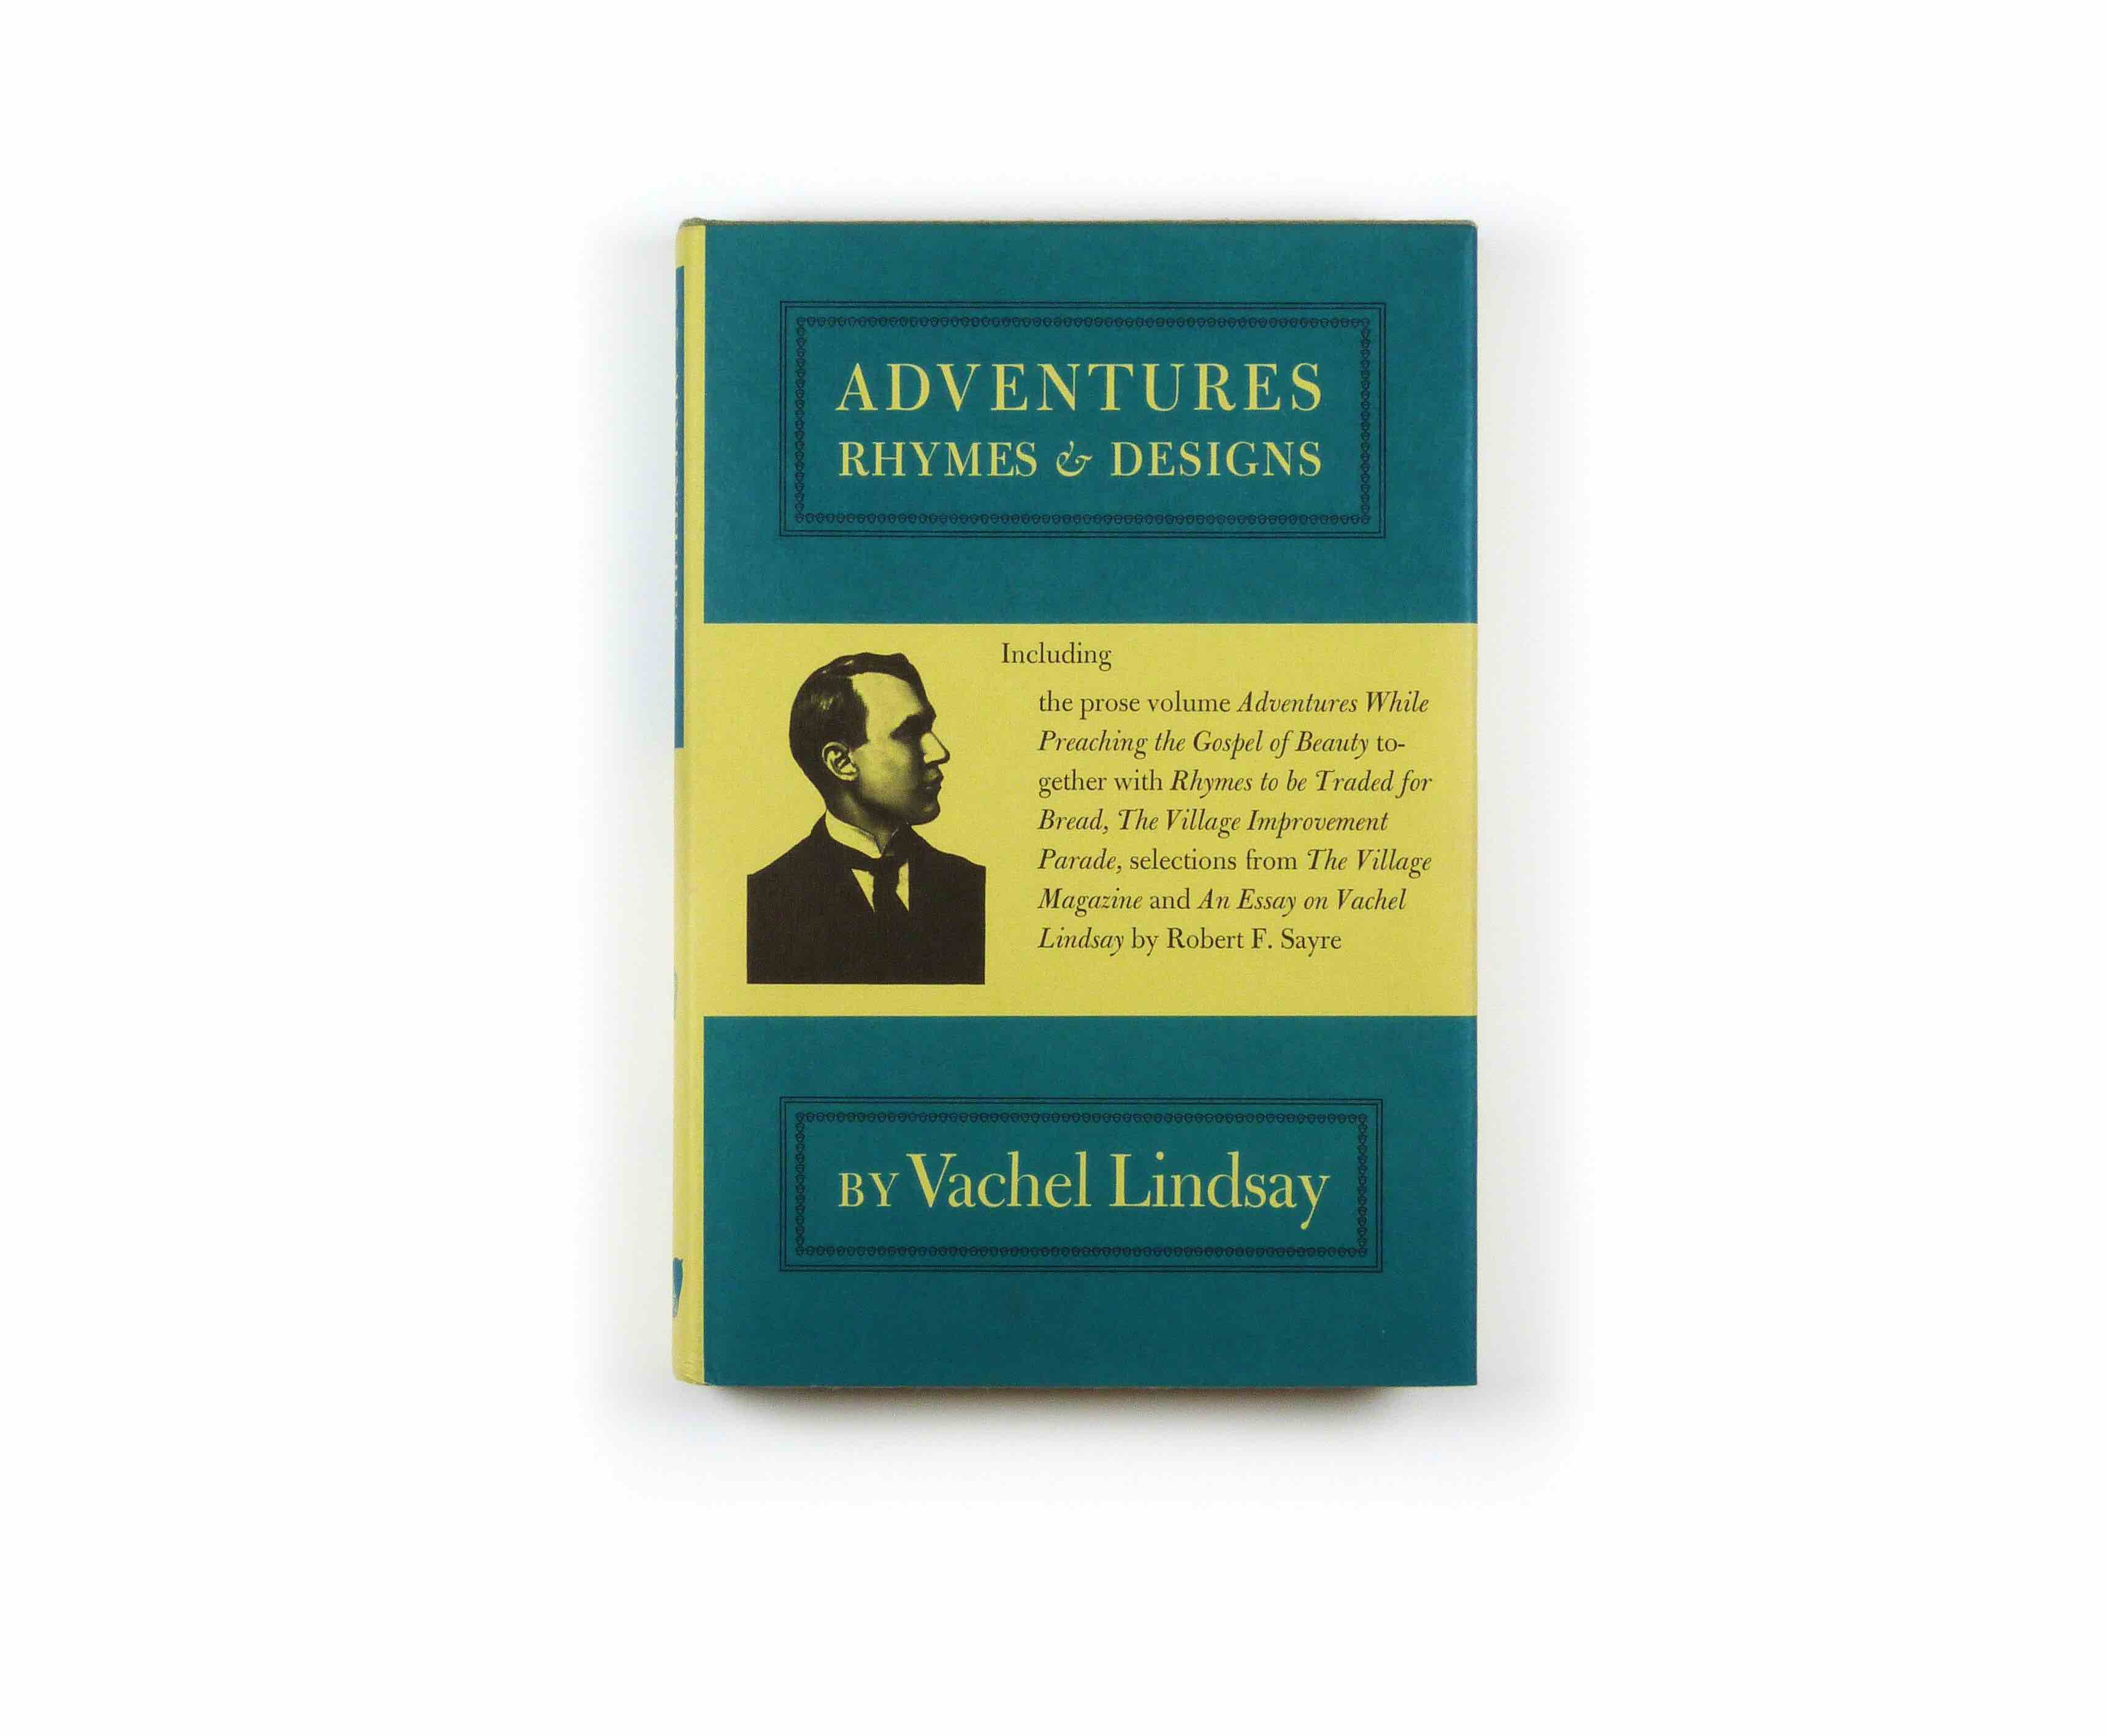 ADVENTURES
RHYMES & DESIGNS
Including
the prose volume Adventures While
Preaching the Gospel of Beauty to-
gether with Rhymes to be Traded for
Bread, The Village Improvement
Parade, selections from The Village
Magazine and An Essay on Vachel
Lindsay by Robert F. Sayre
BY Vachel Lindsay